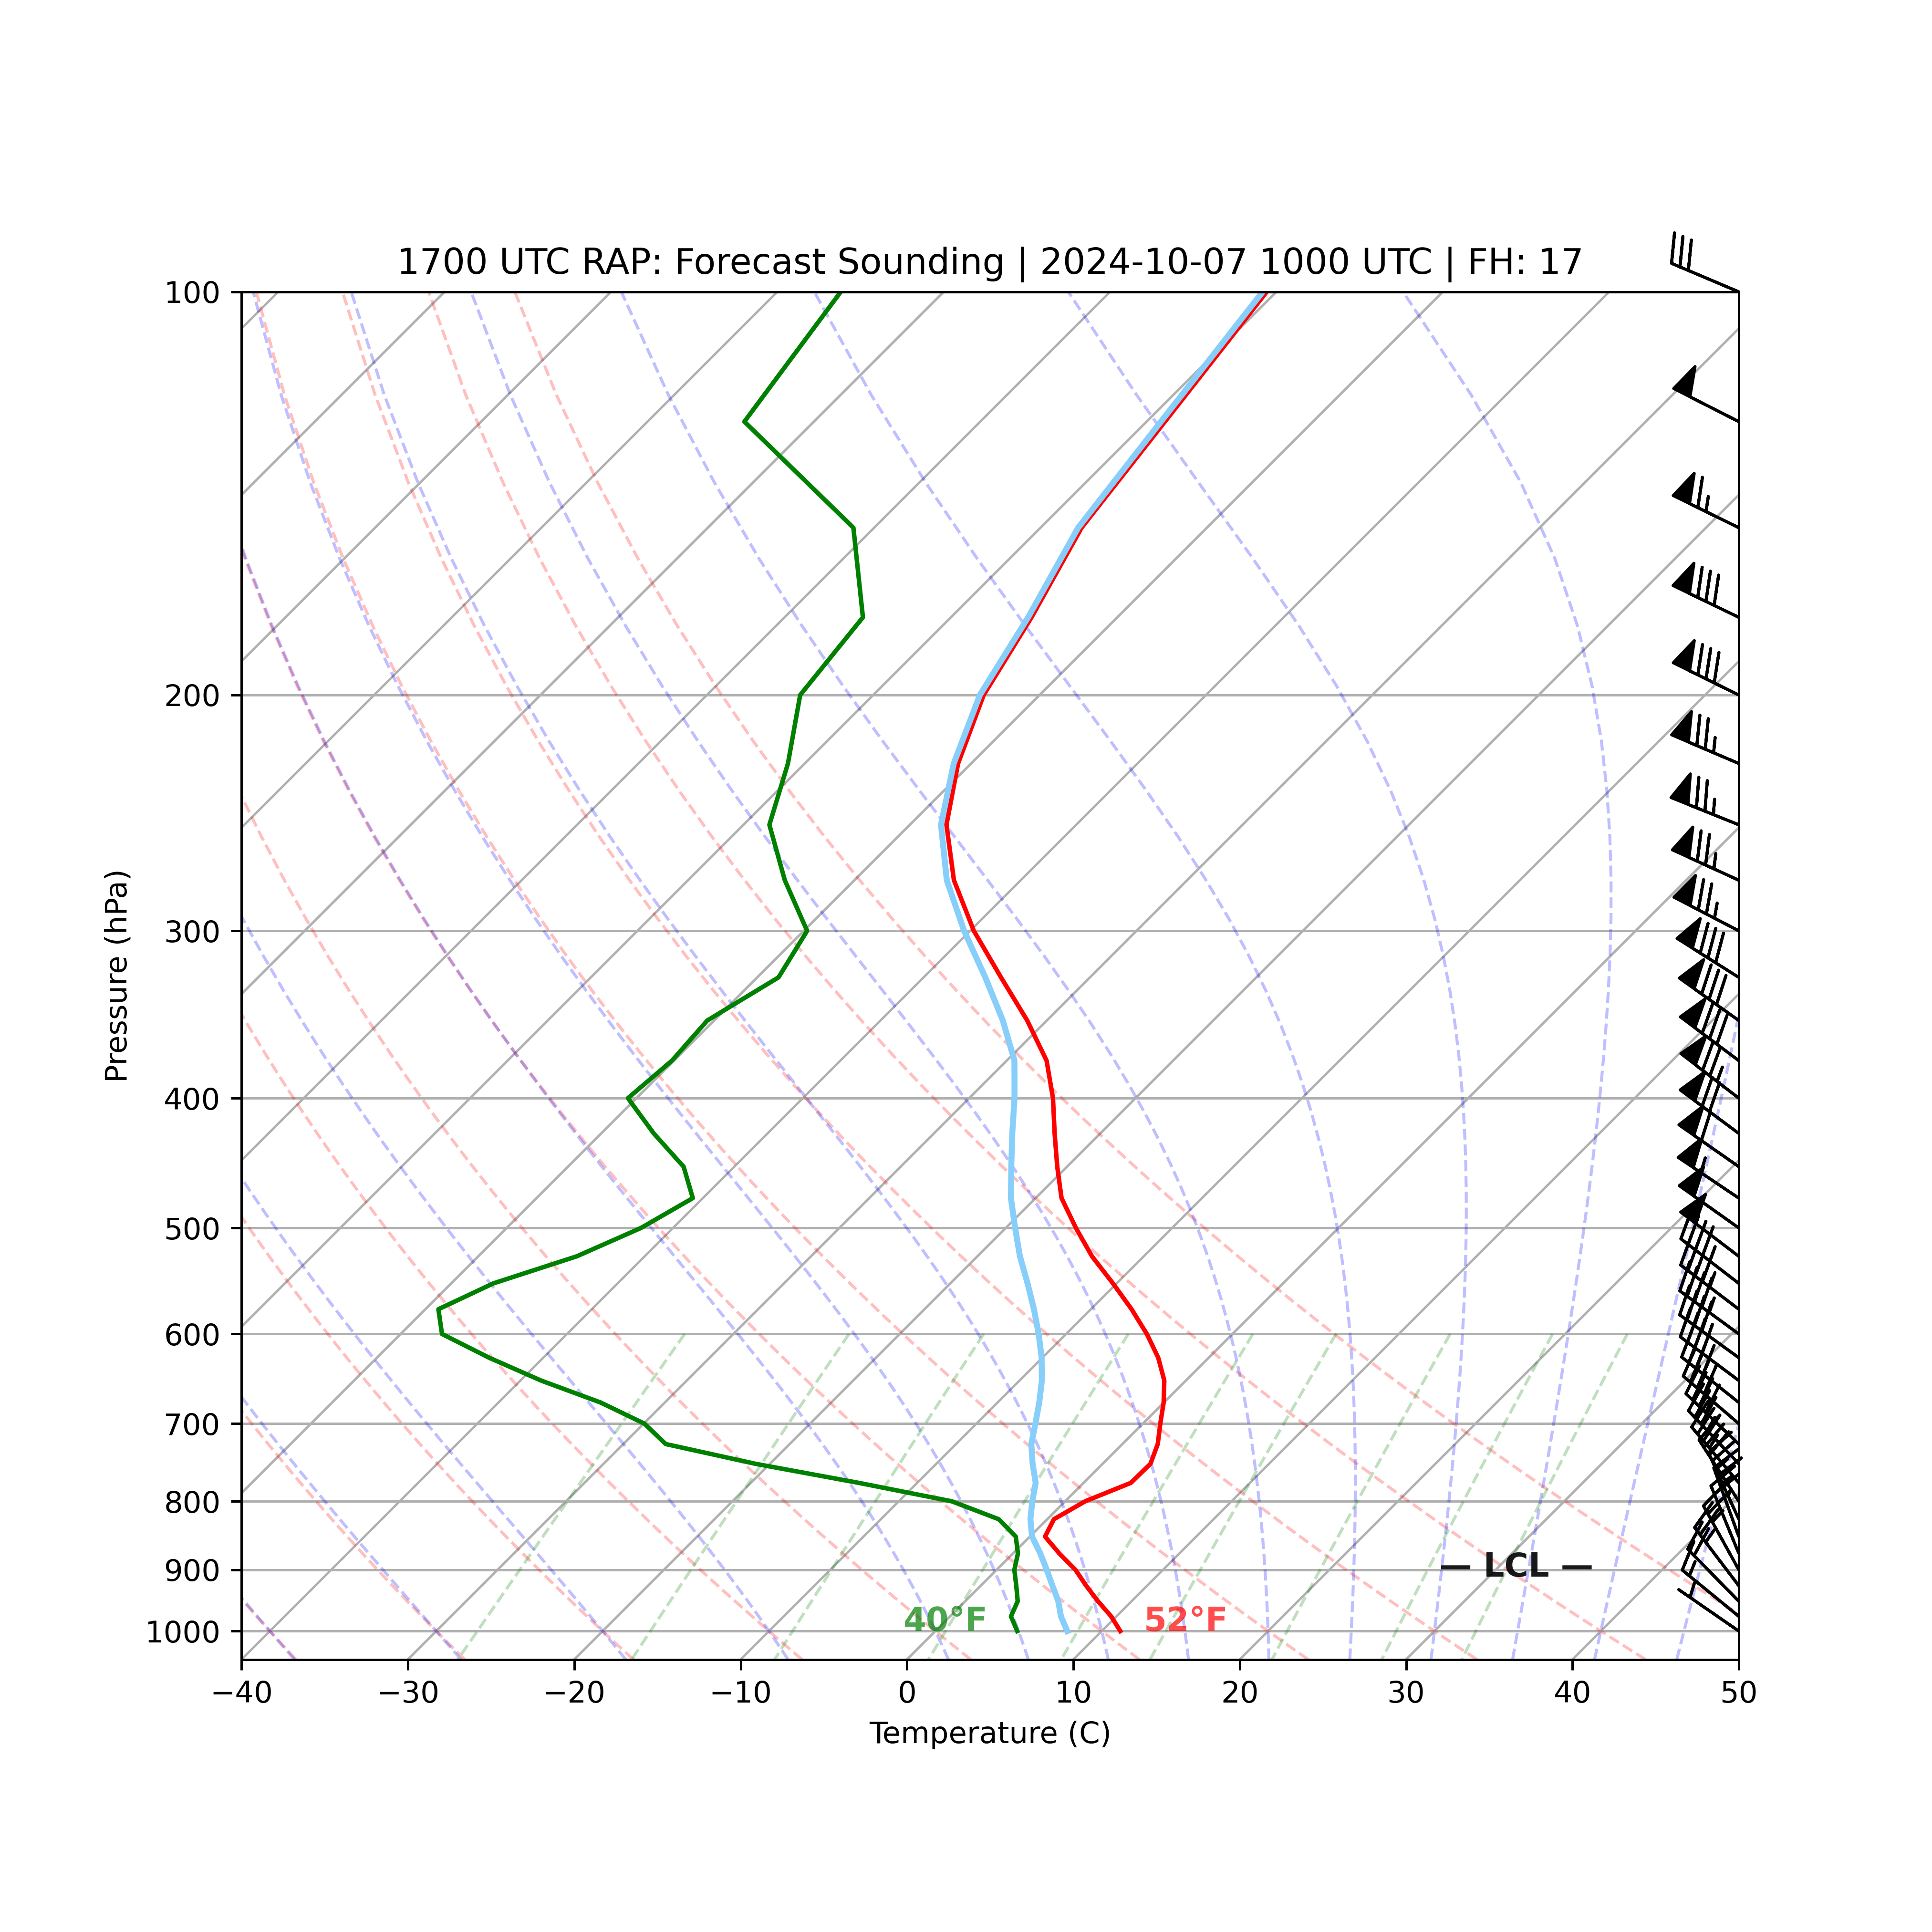 1700 UTC RAP: Forecast Sounding | 2024-10-07 1000 UTC | FH: 17
100
200
300
400
500
600
700
800
900
1000
Pressure (hPa)
— LCL —
40°F
52°F
−40 −30 −20 −10 0 10 20 30 40 50
Temperature (C)